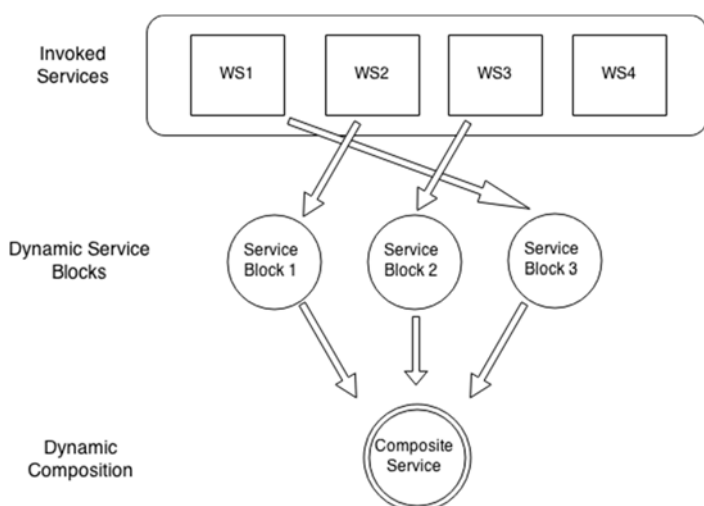 Invoked
Services
WS1
WS2
WS3
WS4
Dynamic Service
Blocks
Service
Block 1
Service
Block 2
Service
Block 3
Dynamic
Composition
Composite
Service